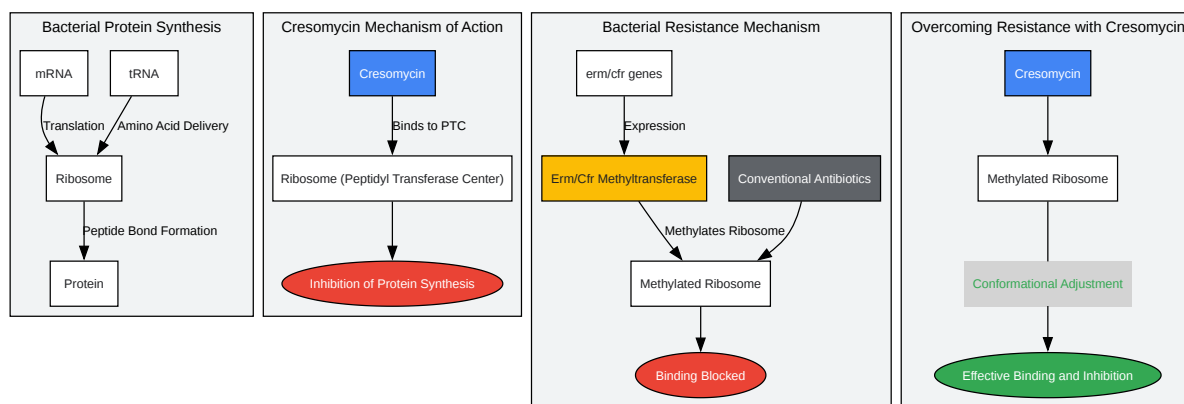 Bacterial Protein Synthesis
mRNA
tRNA
Translation
Amino Acid Delivery
Ribosome
Peptide Bond Formation
Protein
Cresomycin Mechanism of Action
Cresomycin
Binds to PTC
Ribosome (Peptidyl Transferase Center)
Inhibition of Protein Synthesis
Bacterial Resistance Mechanism
erm/cfr genes
Expression
Erm/Cfr Methyltransferase
Conventional Antibiotics
Methylates Ribosome
Methylated Ribosome
Binding Blocked
Overcoming Resistance with Cresomycin
Cresomycin
Methylated Ribosome
Conformational Adjustment
Effective Binding and Inhibition